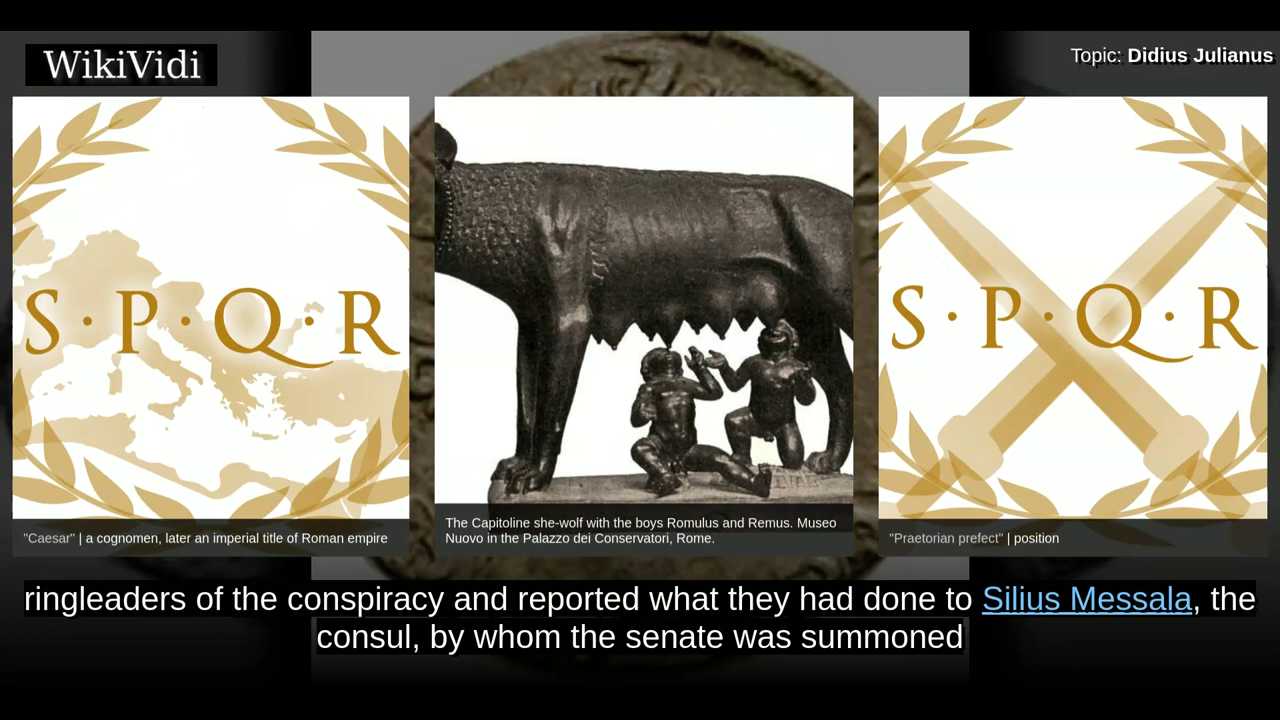 WikiVidi
Topic: Didius Julianus
S·P·Q·R
S·P·Q·R
"Caesar" | a cognomen, later an imperial title of Roman empire
The Capitoline she-wolf with the boys Romulus and Remus. Museo
Nuovo in the Palazzo dei Conservatori, Rome.
"Praetorian prefect" | position
ringleaders of the conspiracy and reported what they had done to Silius Messala, the
consul, by whom the senate was summoned